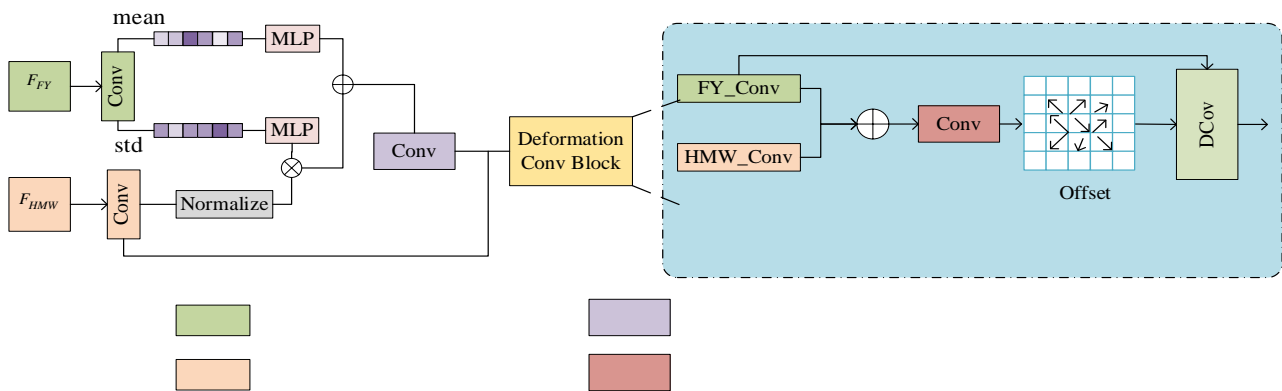 mean
MLP
F_FY
Conv
std
MLP
Conv
F_HMW
Conv
Normalize
Deformation
Conv Block
FY_Conv
HMW_Conv
Conv
Offset
DCov